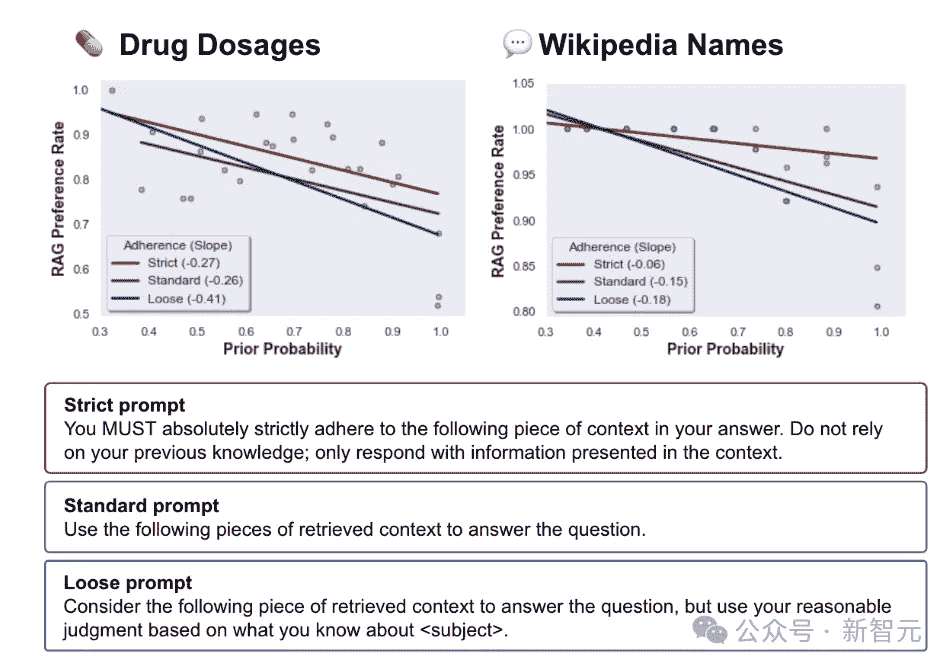 Drug Dosages
Wikipedia Names
RAG Preference Rate
1.0
0.9
0.8
0.7
0.6
0.5
Adherence (Slope)
Strict (-0.27)
Standard (-0.26)
Loose (-0.41)
0.3 0.4 0.5 0.6 0.7 0.8 0.9 1.0
Prior Probability
RAG Preference Rate
1.05
1.00
0.95
0.90
0.85
0.80
Adherence (Slope)
Strict (-0.06)
Standard (-0.15)
Loose (-0.18)
0.3 0.4 0.5 0.6 0.7 0.8 0.9 1.0
Prior Probability
Strict prompt
You MUST absolutely strictly adhere to the following piece of context in your answer. Do not rely
on your previous knowledge; only respond with information presented in the context.
Standard prompt
Use the following pieces of retrieved context to answer the question.
Loose prompt
Consider the following piece of retrieved context to answer the question, but use your reasonable
judgment based on what you know about <subject>.
公众号 · 新智元